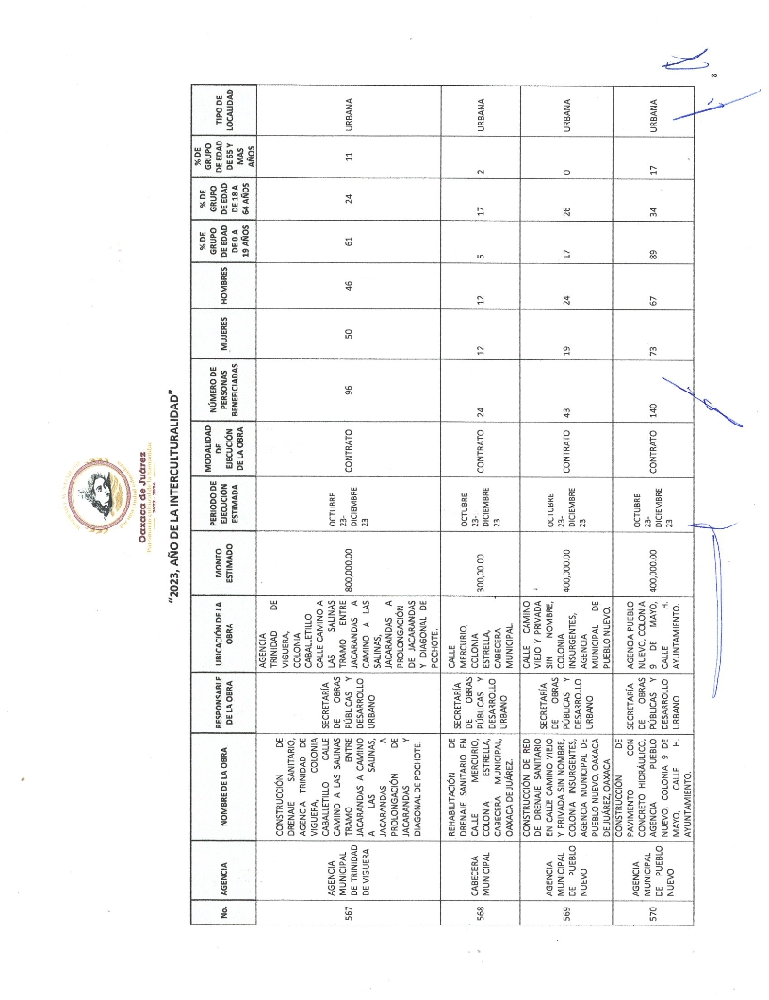 Oaxaca de Juárez
2022 - 2024
"2023, AÑO DE LA INTERCULTURALIDAD"
No.
AGENCIA
NOMBRE DE LA OBRA
RESPONSABLE
DE LA OBRA
UBICACIÓN DE LA
OBRA
MONTO
ESTIMADO
PERIODO DE
EJECUCIÓN
ESTIMADA
MODALIDAD
DE
EJECUCIÓN
DE LA OBRA
NÚMERO DE
PERSONAS
BENEFICIADAS
MUJERES
HOMBRES
% DE
GRUPO
DE EDAD
DE 0 A
19 AÑOS
% DE
GRUPO
DE EDAD
DE 18 A
64 AÑOS
% DE
GRUPO
DE EDAD
DE 65 Y
MAS
AÑOS
TIPO DE
LOCALIDAD
567
AGENCIA
MUNICIPAL
DE TRINIDAD
DE VIGUERA
CONSTRUCCIÓN DE
DRENAJE SANITARIO,
AGENCIA TRINIDAD DE
VIGUERA, COLONIA
CABALLETILLO CALLE
CAMINO A LAS SALINAS
TRAMO ENTRE
JACARANDAS A CAMINO
A LAS SALINAS,
JACARANDAS A
PROLONGACIÓN DE
JACARANDAS Y
DIAGONAL DE POCHOTE.
SECRETARÍA
DE OBRAS
PÚBLICAS Y
DESARROLLO
URBANO
AGENCIA
TRINIDAD DE
VIGUERA,
COLONIA
CABALLETILLO
CALLE CAMINO A
LAS SALINAS
TRAMO ENTRE
JACARANDAS A
CAMINO A LAS
SALINAS,
JACARANDAS A
PROLONGACIÓN
DE JACARANDAS
Y DIAGONAL DE
POCHOTE.
800,000.00
OCTUBRE
23-
DICIEMBRE
23
CONTRATO
96
50
46
61
24
11
URBANA
568
CABECERA
MUNICIPAL
REHABILITACIÓN DE
DRENAJE SANITARIO EN
CALLE MERCURIO,
COLONIA ESTRELLA,
CABECERA MUNICIPAL,
OAXACA DE JUÁREZ.
SECRETARÍA
DE OBRAS
PÚBLICAS Y
DESARROLLO
URBANO
CALLE
MERCURIO,
COLONIA
ESTRELLA,
CABECERA
MUNICIPAL.
300,00.00
OCTUBRE
23-
DICIEMBRE
23
CONTRATO
24
12
12
5
17
2
URBANA
569
AGENCIA
MUNICIPAL
DE PUEBLO
NUEVO
CONSTRUCCIÓN DE RED
DE DRENAJE SANITARIO
EN CALLE CAMINO VIEJO
Y PRIVADA SIN NOMBRE,
COLONIA INSURGENTES,
AGENCIA MUNICIPAL DE
PUEBLO NUEVO, OAXACA
DE JUÁREZ, OAXACA.
SECRETARÍA
DE OBRAS
PÚBLICAS Y
DESARROLLO
URBANO
CALLE CAMINO
VIEJO Y PRIVADA
SIN NOMBRE,
COLONIA
INSURGENTES,
AGENCIA
MUNICIPAL DE
PUEBLO NUEVO.
400,000.00
OCTUBRE
23-
DICIEMBRE
23
CONTRATO
43
19
24
17
26
0
URBANA
570
AGENCIA
MUNICIPAL
DE PUEBLO
NUEVO
CONSTRUCCIÓN DE
PAVIMENTO CON
CONCRETO HIDRÁULICO,
AGENCIA PUEBLO
NUEVO, COLONIA 9 DE
MAYO, CALLE H.
AYUNTAMIENTO.
SECRETARÍA
DE OBRAS
PÚBLICAS Y
DESARROLLO
URBANO
AGENCIA PUEBLO
NUEVO, COLONIA
9 DE MAYO,
CALLE H.
AYUNTAMIENTO.
400,000.00
OCTUBRE
23-
DICIEMBRE
23
CONTRATO
140
73
67
89
34
17
URBANA
8